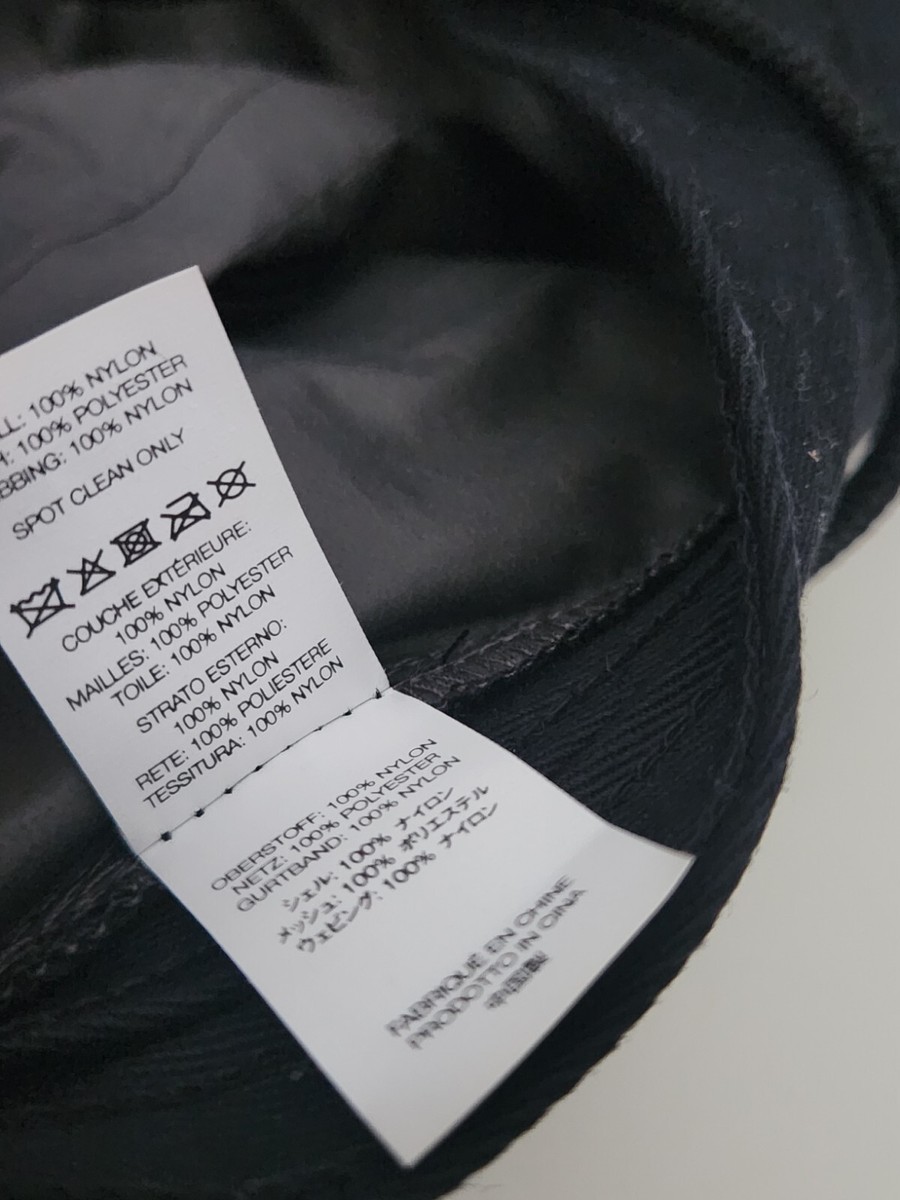 LL: 100% NYLON
H: 100% POLYESTER
BBING: 100% NYLON
SPOT CLEAN ONLY
COUCHE EXTÉRIEURE:
100% NYLON
MAILLES: 100% POLYESTER
TOILE: 100% NYLON
STRATO ESTERNO:
100% NYLON
RETE: 100% POLIESTERE
TESSITURA: 100% NYLON
OBERSTOFF: 100% NYLON
NETZ: 100% POLYESTER
GURTBAND: 100% NYLON
シェル: 100% ナイロン
メッシュ: 100% ポリエステル
ウェビング: 100% ナイロン
FABRIQUÉ EN CHINE
PRODOTTO IN CINA
中国製